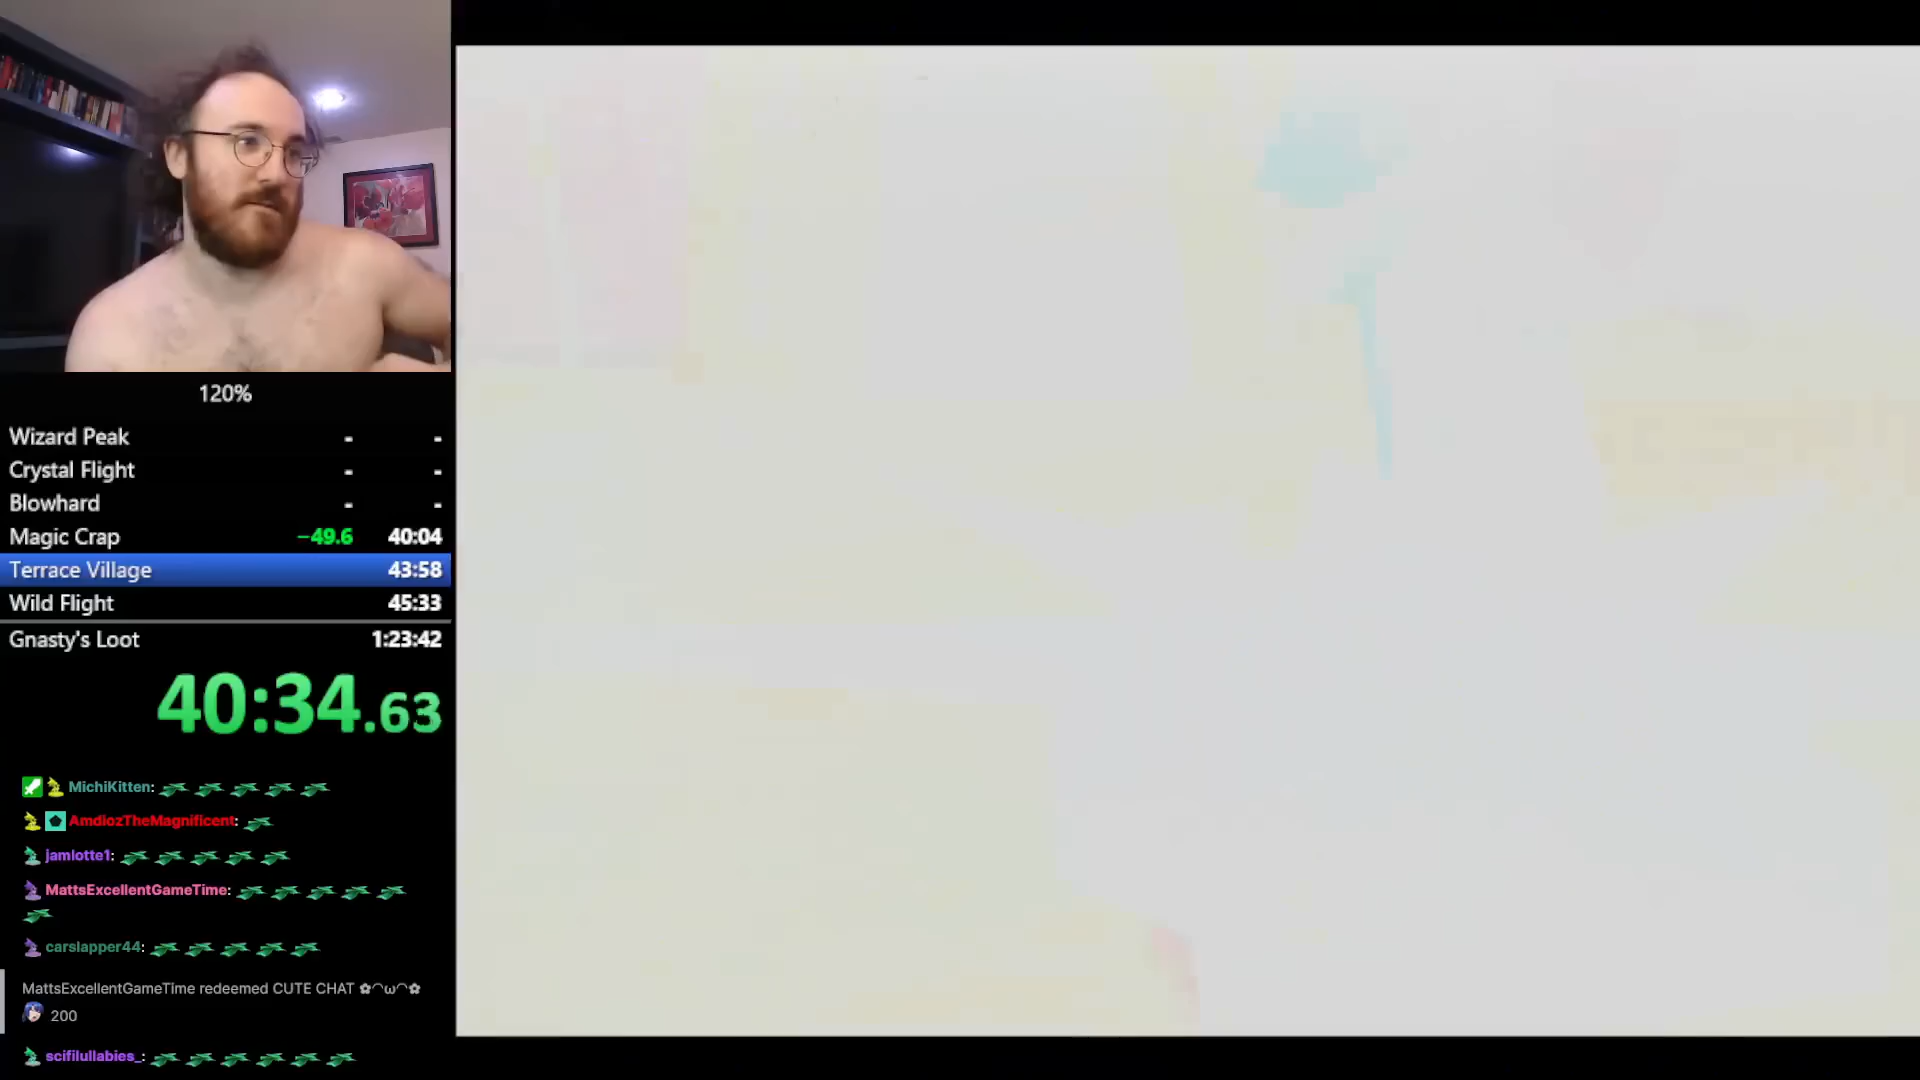 120%
Wizard Peak - -
Crystal Flight - -
Blowhard - -
Magic Crap -49.6 40:04
Terrace Village 43:58
Wild Flight 45:33
Gnasty's Loot 1:23:42
40:34.63
MichiKitten:
AmdiozTheMagnificent:
jamlotte1:
MattsExcellentGameTime:
carslapper44:
MattsExcellentGameTime redeemed CUTE CHAT ✿◠ω◠✿
200
scifilullabies_: